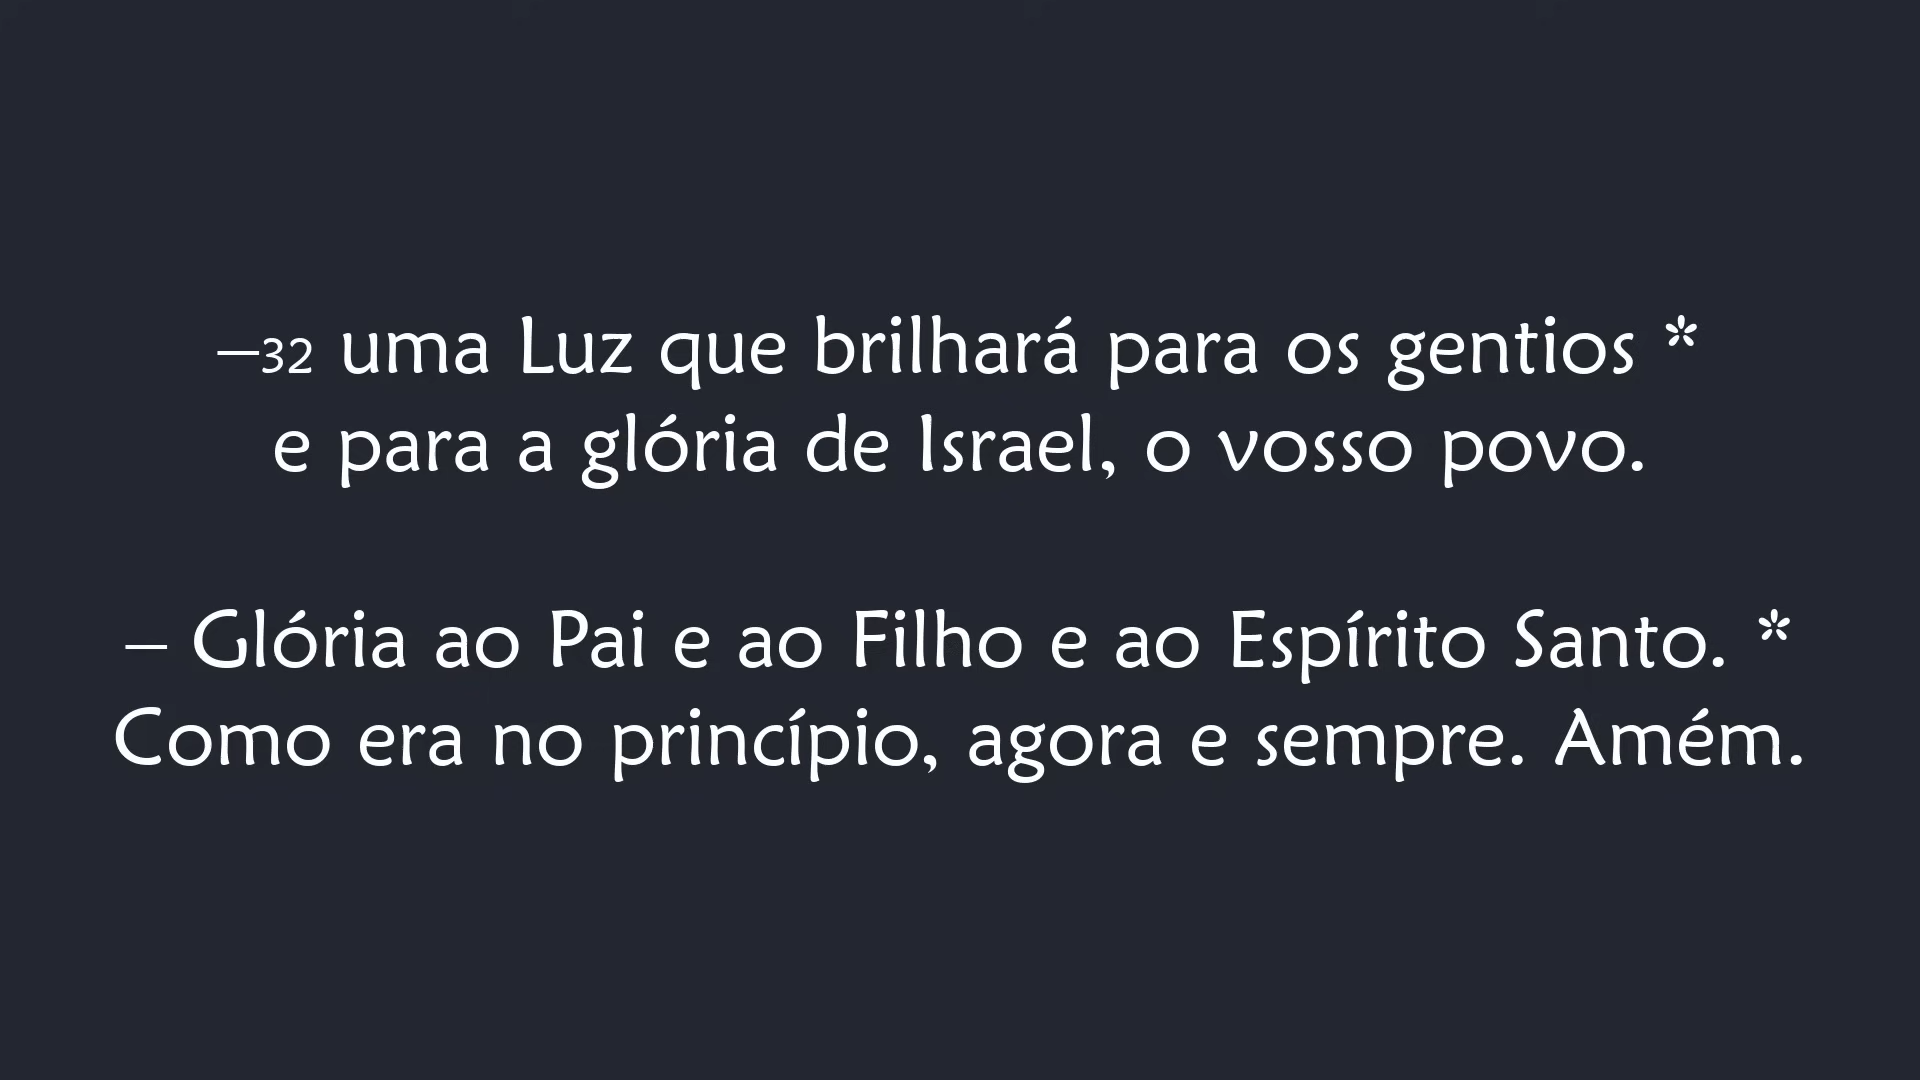 –32 uma Luz que brilhará para os gentios *
e para a glória de Israel, o vosso povo.
– Glória ao Pai e ao Filho e ao Espírito Santo. *
Como era no princípio, agora e sempre. Amém.